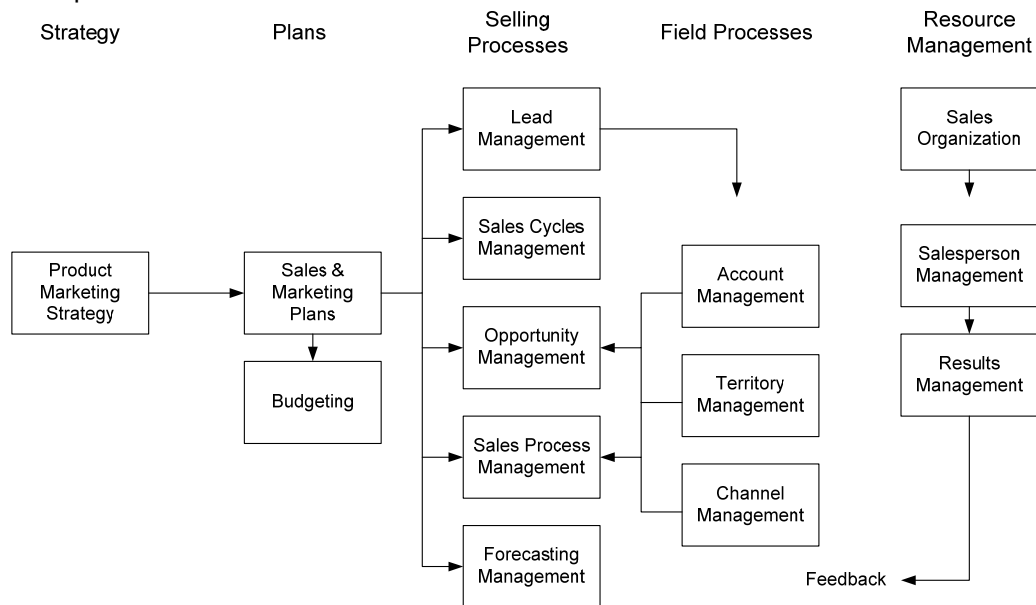 Strategy
Plans
Selling
Processes
Field Processes
Resource
Management
Lead
Management
Sales
Organization
Sales Cycles
Management
Product
Marketing
Strategy
Sales &
Marketing
Plans
Account
Management
Salesperson
Management
Opportunity
Management
Budgeting
Territory
Management
Results
Management
Sales Process
Management
Channel
Management
Forecasting
Management
Feedback